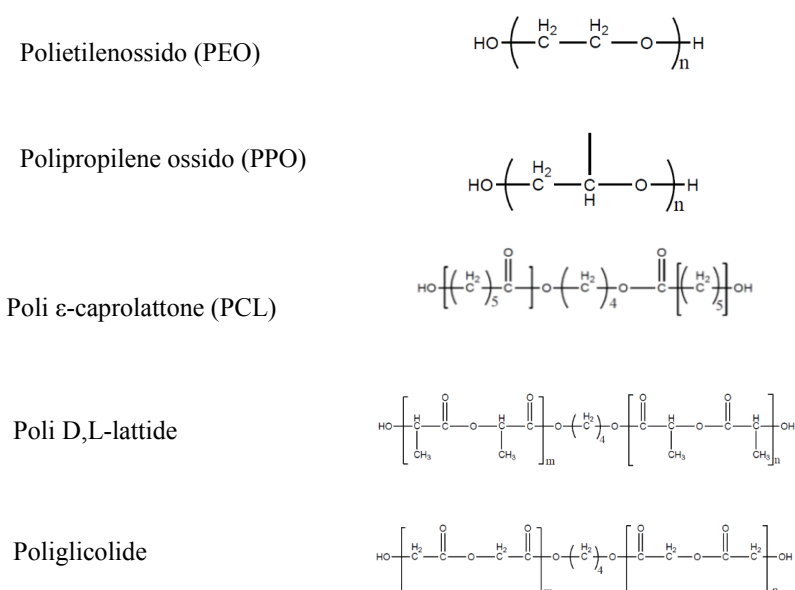 Polietilenossido (PEO)
HO ( H2 C H2 C O ) n H
Polipropilene ossido (PPO)
HO ( H2 C C H O ) n H
Poli ε-caprolattone (PCL)
HO [ ( H2 C ) 5 O C ] O ( H2 C ) 4 O O C [ ( H2 C ) 5 ] OH
Poli D,L-lattide
HO [ H C CH3 O C O H C CH3 O C ] m O ( H2 C ) 4 O [ O C H C CH3 O O C H C CH3 ] n OH
Poliglicolide
HO [ H2 C O C O H2 C O C ] m O ( H2 C ) 4 O [ O C H2 C O O C H2 C ] n OH